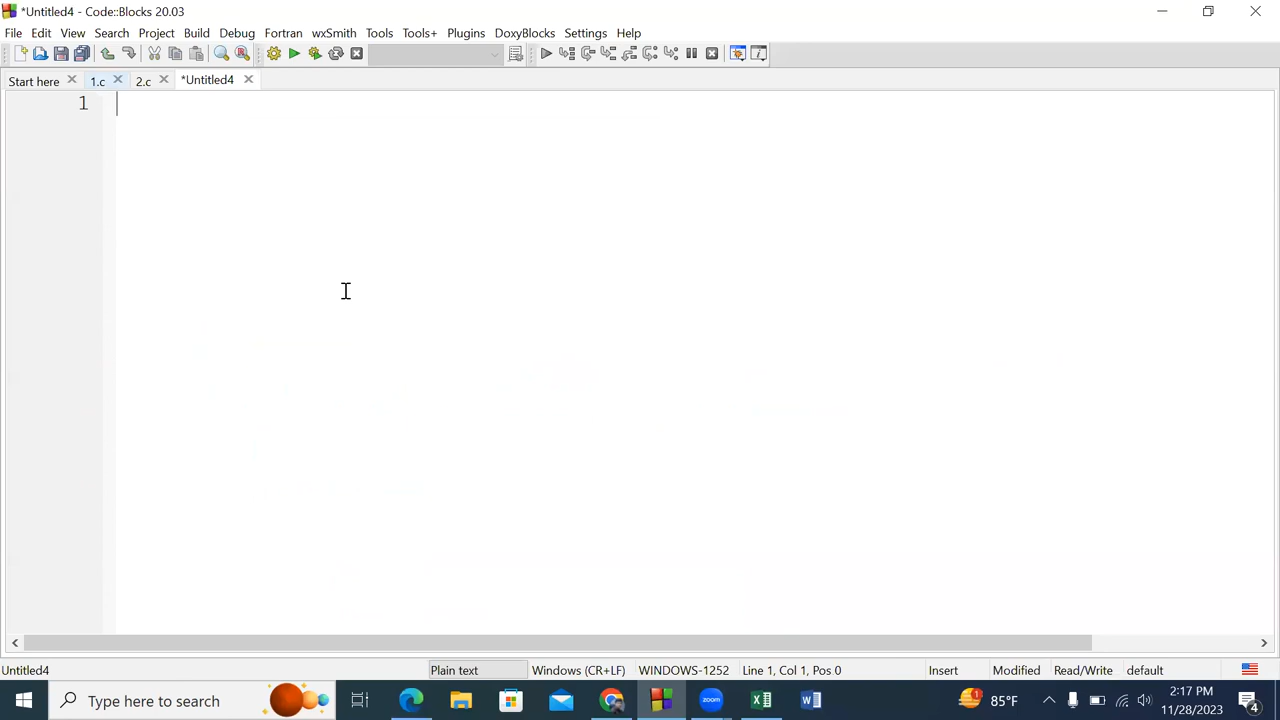 *Untitled4 - Code::Blocks 20.03
File Edit View Search Project Build Debug Fortran wxSmith Tools Tools+ Plugins DoxyBlocks Settings Help
Start here 1.c 2.c *Untitled4
1
Untitled4 Plain text Windows (CR+LF) WINDOWS-1252 Line 1, Col 1, Pos 0 Insert Modified Read/Write default
Type here to search zoom 85°F 2:17 PM
11/28/2023 4